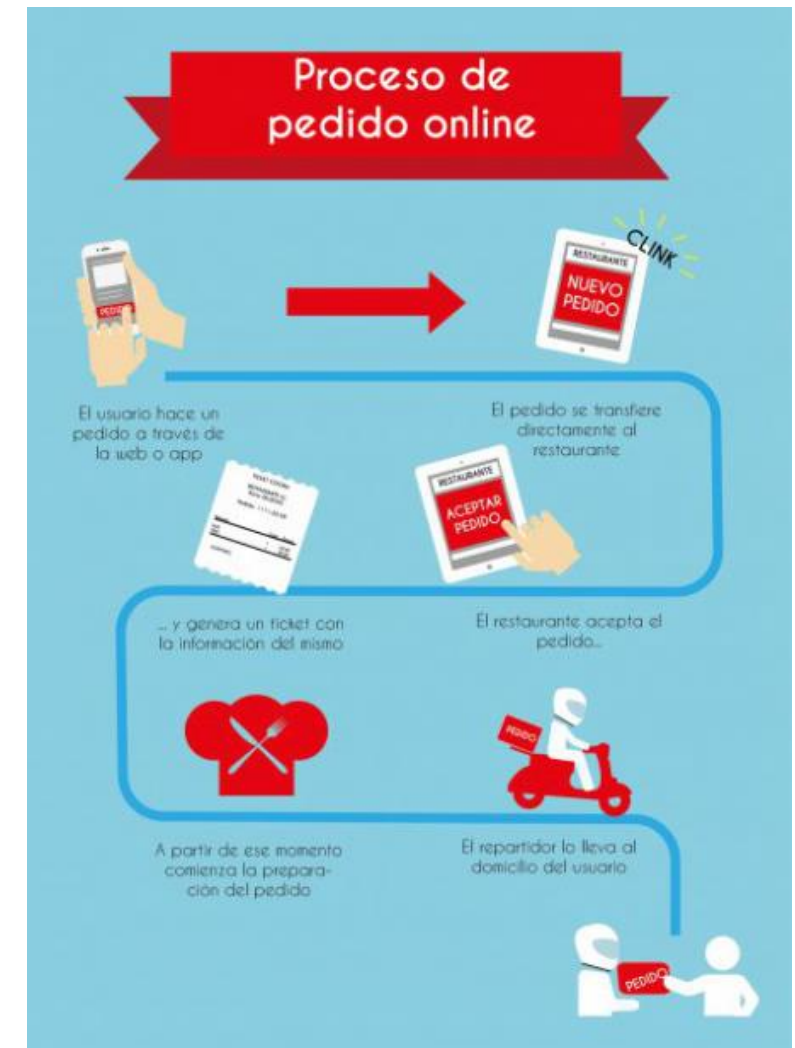 Proceso de
pedido online
CLINK
RESTAURANTE
NUEVO
PEDIDO
PEDIDO
El usuario hace un
pedido a través de
la web o app
El pedido se transfiere
directamente al
restaurante
RESTAURANTE
ACEPTAR
PEDIDO
... y genera un ticket con
la información del mismo
El restaurante acepta el
pedido...
PEDIDO
A partir de ese momento
comienza la prepara-
ción del pedido
El repartidor lo lleva al
domicilio del usuario
PEDIDO